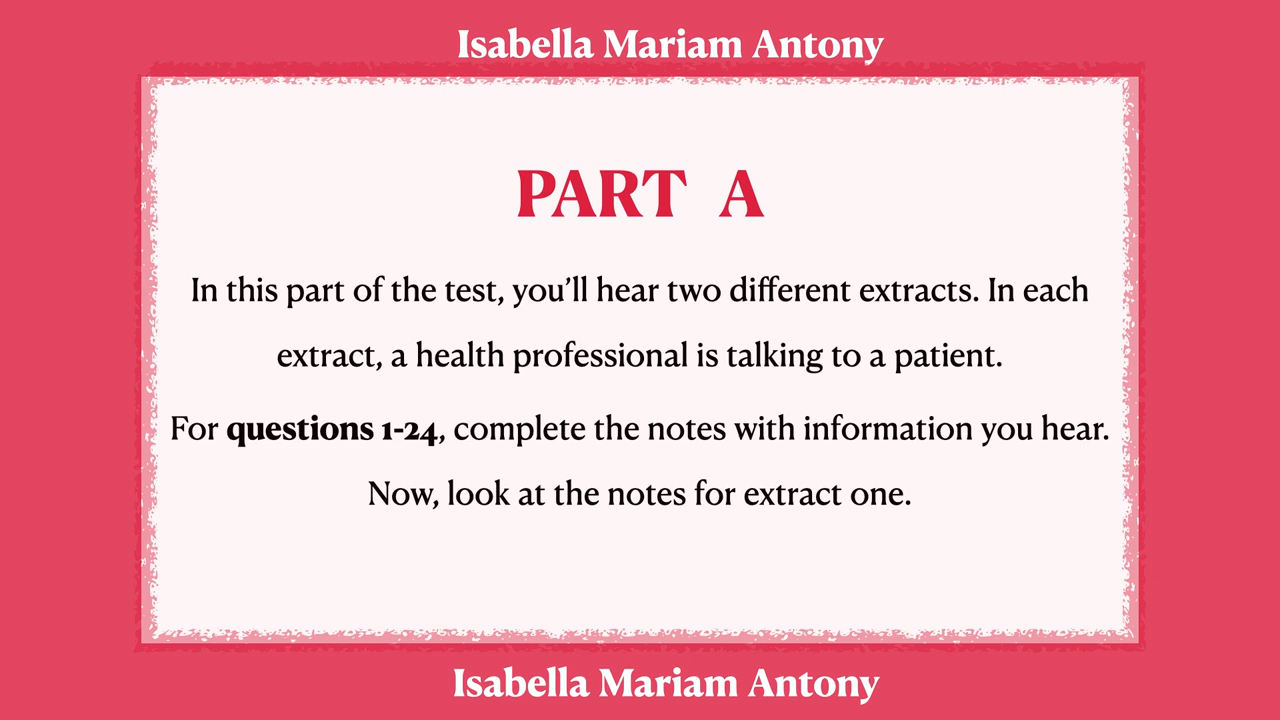 Isabella Mariam Antony
PART A
In this part of the test, you’ll hear two different extracts. In each
extract, a health professional is talking to a patient.
For questions 1-24, complete the notes with information you hear.
Now, look at the notes for extract one.
Isabella Mariam Antony